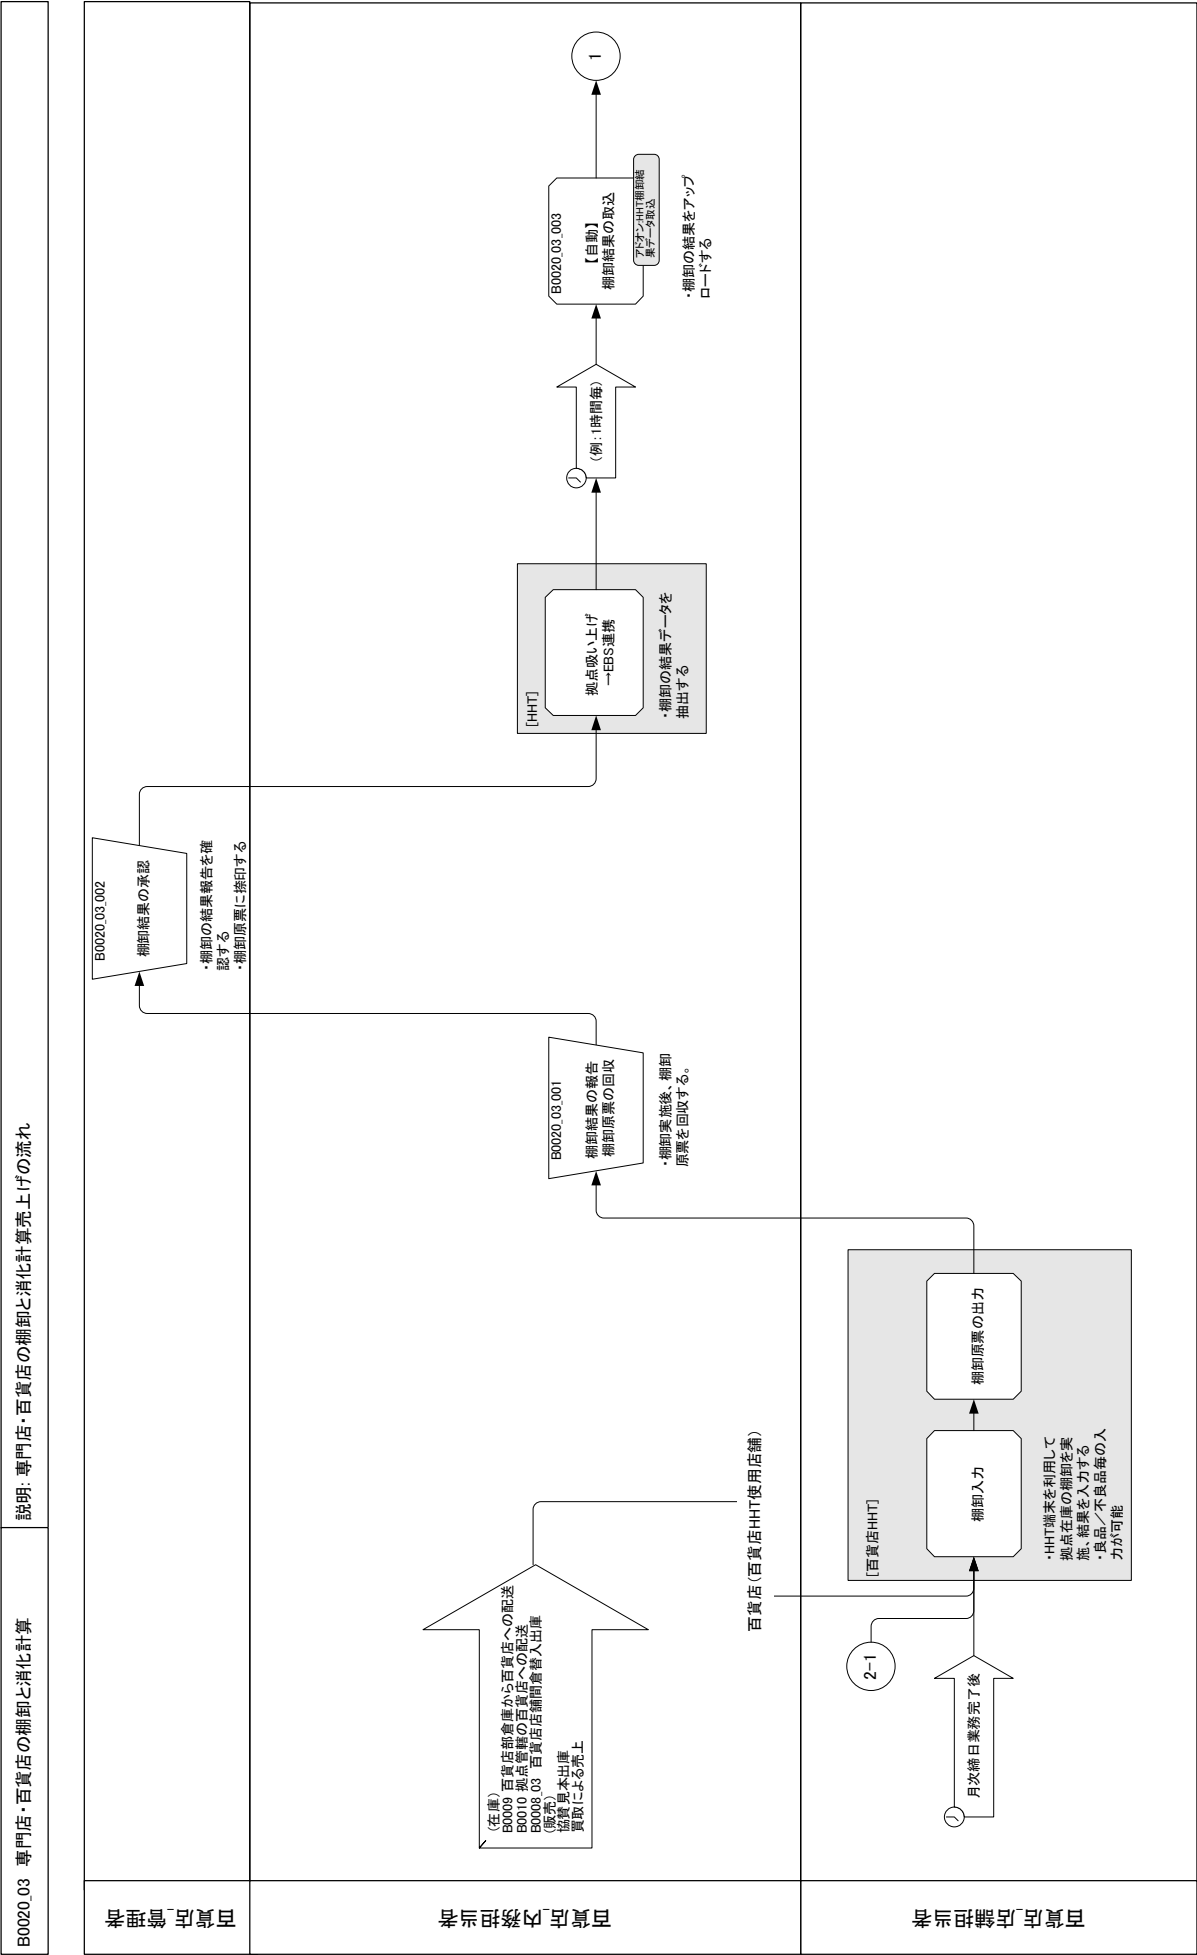 B0020_03　専門店・百貨店の棚卸と消化計算
説明: 専門店・百貨店の棚卸と消化計算売上げの流れ
百貨店_管理者
B0020_03_002
棚卸結果の承認
・棚卸の結果報告を確
認する
・棚卸原票に捺印する
百貨店_内務担当者
(在庫)
B0009 百貨店部倉庫から百貨店への配送
B0010 拠点管轄の百貨店への配送
B0008_03　百貨店店舗間倉替入出庫
(販売)
協賛見本出庫
買取による売上
百貨店(百貨店HHT使用店舗)
B0020_03_001
棚卸結果の報告
棚卸原票の回収
・棚卸実施後、棚卸
原票を回収する。
[HHT]
拠点吸い上げ
→EBS連携
・棚卸の結果データを
抽出する
(例:1時間毎)
B0020_03_003
【自動】
棚卸結果の取込
アドオン:HHT棚卸結
果データ取込
・棚卸の結果をアップ
ロードする
1
百貨店_店舗担当者
月次締日業務完了後
2-1
[百貨店HHT]
棚卸入力
棚卸原票の出力
・HHT端末を利用して
拠点在庫の棚卸を実
施、結果を入力する
・良品/不良品毎の入
力が可能